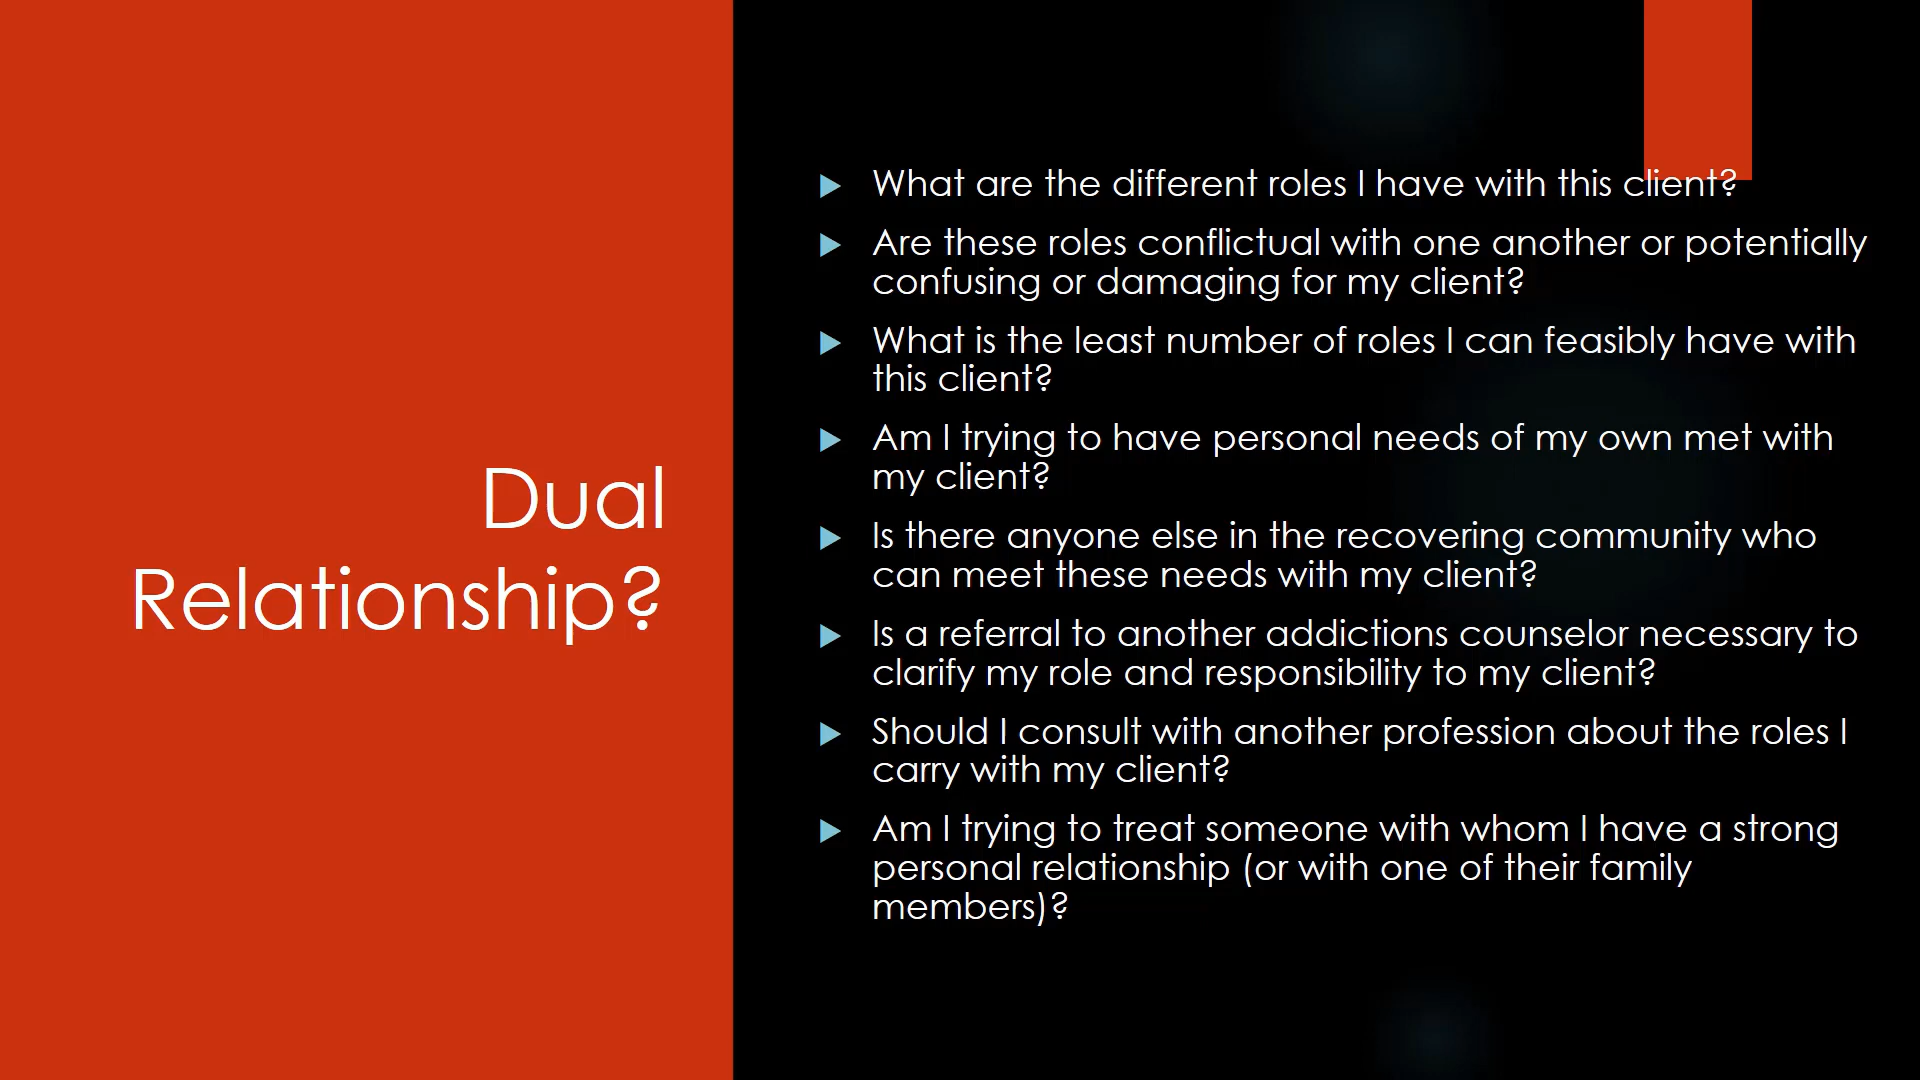 Dual
Relationship?
What are the different roles I have with this client?
Are these roles conflictual with one another or potentially
confusing or damaging for my client?
What is the least number of roles I can feasibly have with
this client?
Am I trying to have personal needs of my own met with
my client?
Is there anyone else in the recovering community who
can meet these needs with my client?
Is a referral to another addictions counselor necessary to
clarify my role and responsibility to my client?
Should I consult with another profession about the roles I
carry with my client?
Am I trying to treat someone with whom I have a strong
personal relationship (or with one of their family
members)?